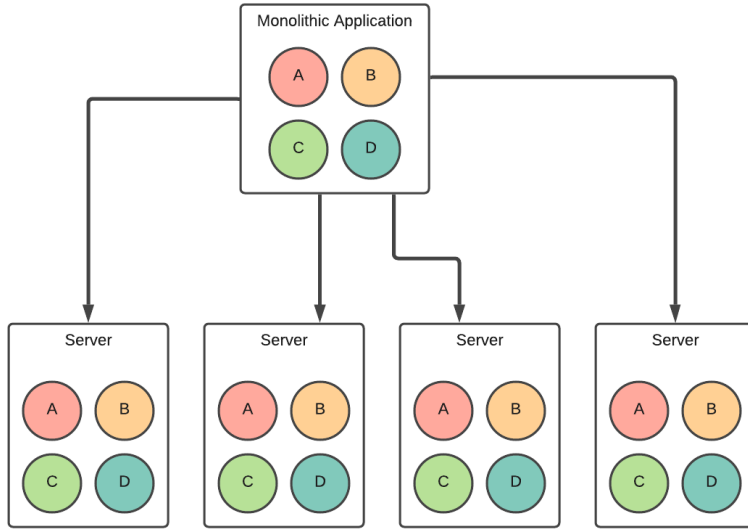 Monolithic Application
A B
C D
Server Server Server Server
A B A B A B A B
C D C D C D C D